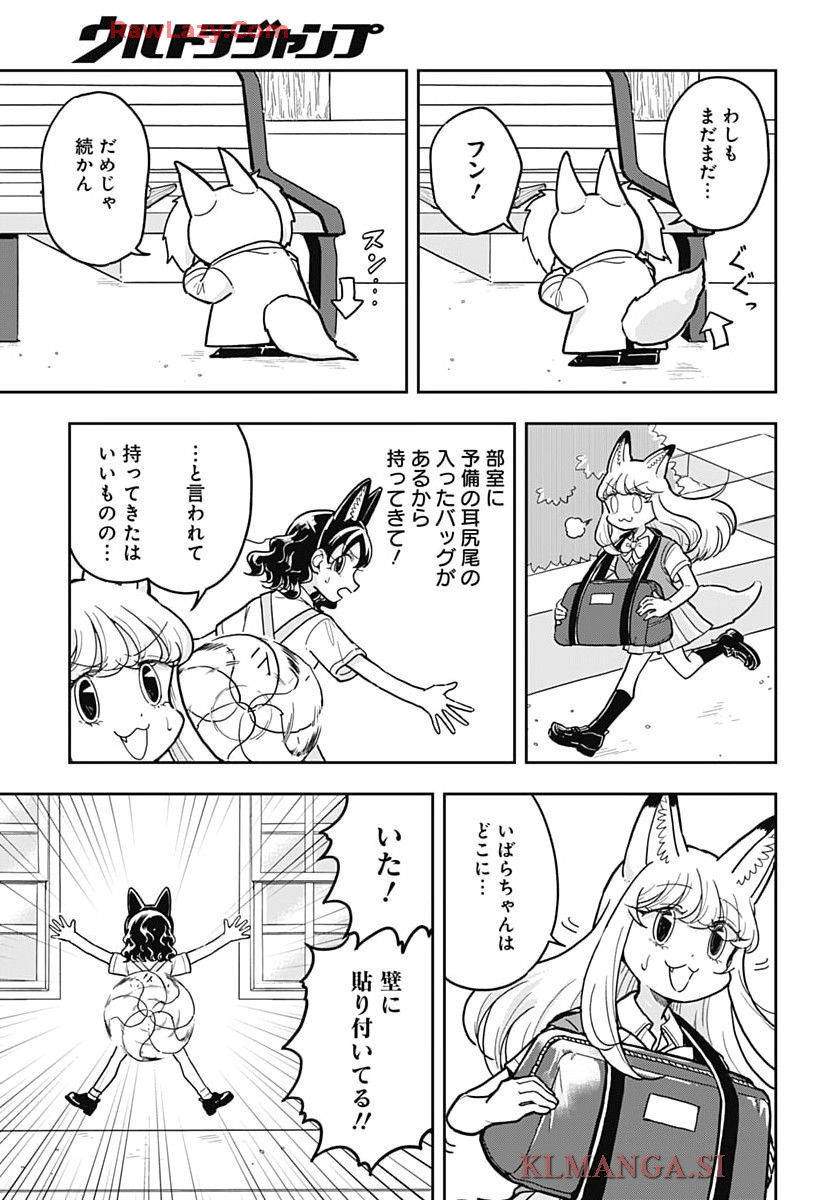 ウルトラジャンプ
RawLazy.Com
わしも
まだまだ…
フン！
ぐぐっ
だめじゃ
続かん
スン…
部室に
予備の耳尻尾の
入ったバッグが
あるから
持ってきて！
…と言われて
持ってきたは
いいものの…
いばらちゃんは
どこに…
いた！
壁に
貼り付いてる!!
KLMANGA.SI